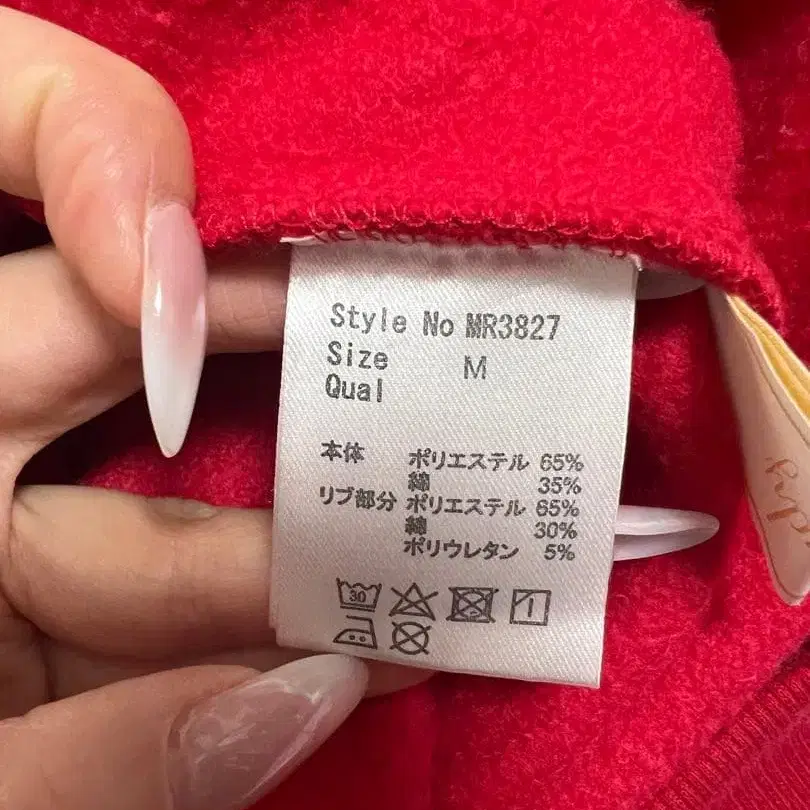 Style No MR3827
Size M
Qual
本体 ポリエステル 65%
綿 35%
リブ部分 ポリエステル 65%
綿 30%
ポリウレタン 5%
30